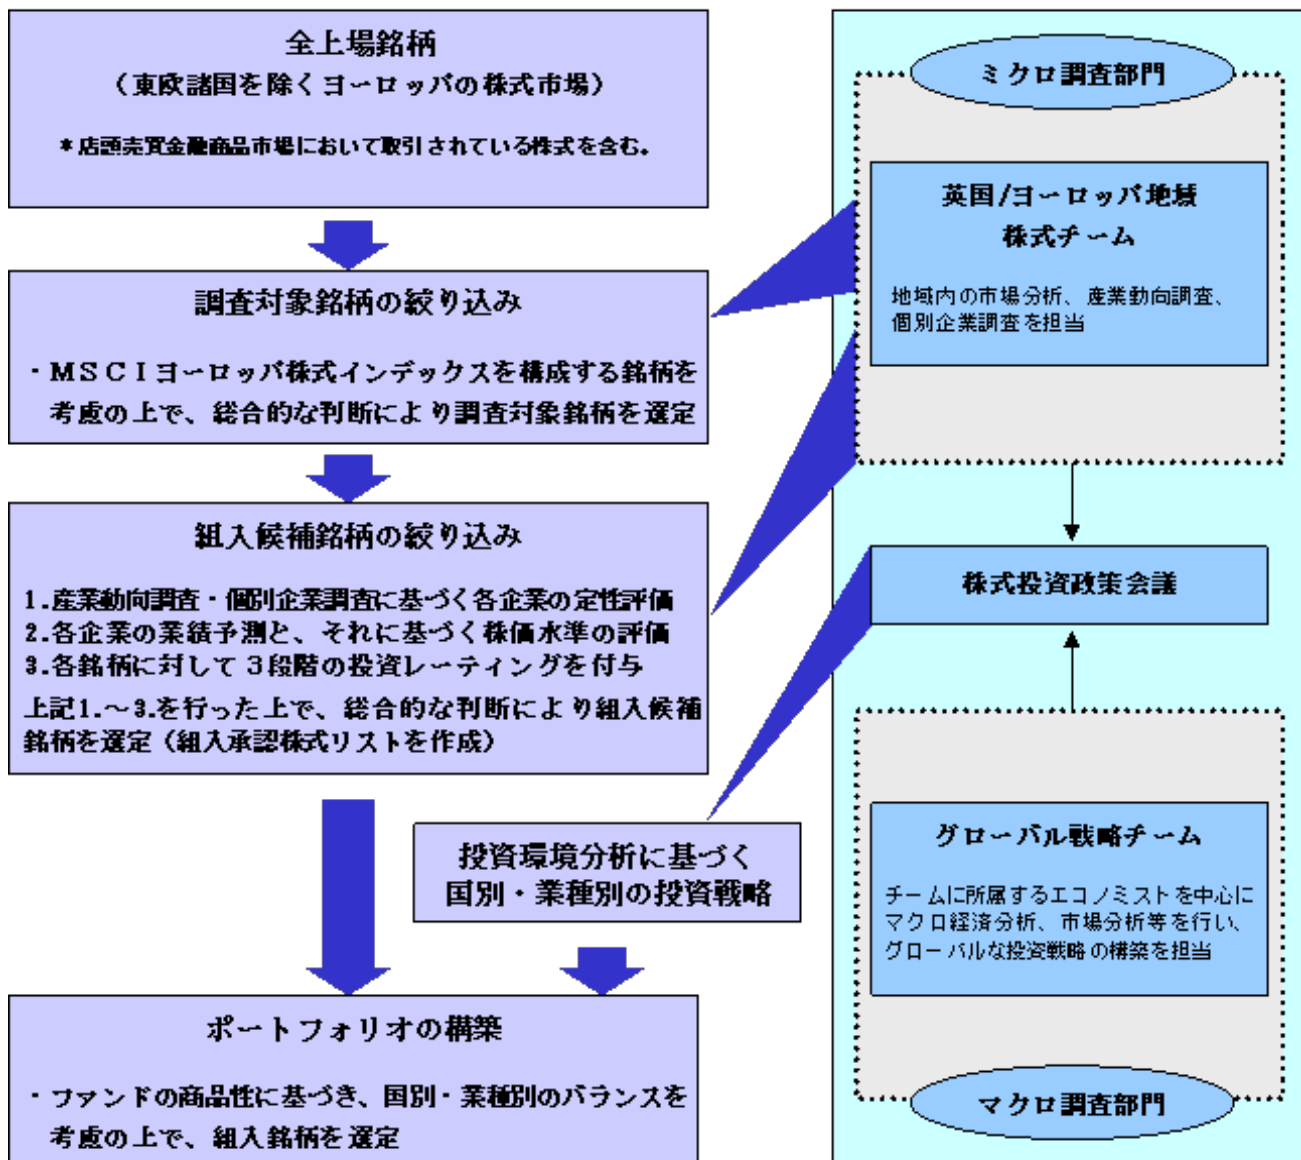 全上場銘柄
（東欧諸国を除くヨーロッパの株式市場）
*店頭売買金融商品市場において取引されている株式を含む。
調査対象銘柄の絞り込み
・ＭＳＣＩヨーロッパ株式インデックスを構成する銘柄を
考慮の上で、総合的な判断により調査対象銘柄を選定
組入候補銘柄の絞り込み
1.産業動向調査・個別企業調査に基づく各企業の定性評価
2.各企業の業績予測と、それに基づく株価水準の評価
3.各銘柄に対して３段階の投資レーティングを付与
上記1.～3.を行った上で、総合的な判断により組入候補
銘柄を選定（組入承認株式リストを作成）
投資環境分析に基づく
国別・業種別の投資戦略
ポートフォリオの構築
・ファンドの商品性に基づき、国別・業種別のバランスを
考慮の上で、組入銘柄を選定
ミクロ調査部門
英国/ヨーロッパ地域
株式チーム
地域内の市場分析、産業動向調査、
個別企業調査を担当
株式投資政策会議
グローバル戦略チーム
チームに所属するエコノミストを中心に
マクロ経済分析、市場分析等を行い、
グローバルな投資戦略の構築を担当
マクロ調査部門